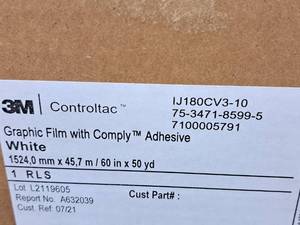 3M Controltac™ IJ180CV3-10
75-3471-8599-5
7100005791
Graphic Film with Comply™ Adhesive
White
1524,0 mm x 45,7 m / 60 in x 50 yd
1 RLS
Lot L2119605 Cust Part# :
Report No. A632039
Cust. Ref: 07/21